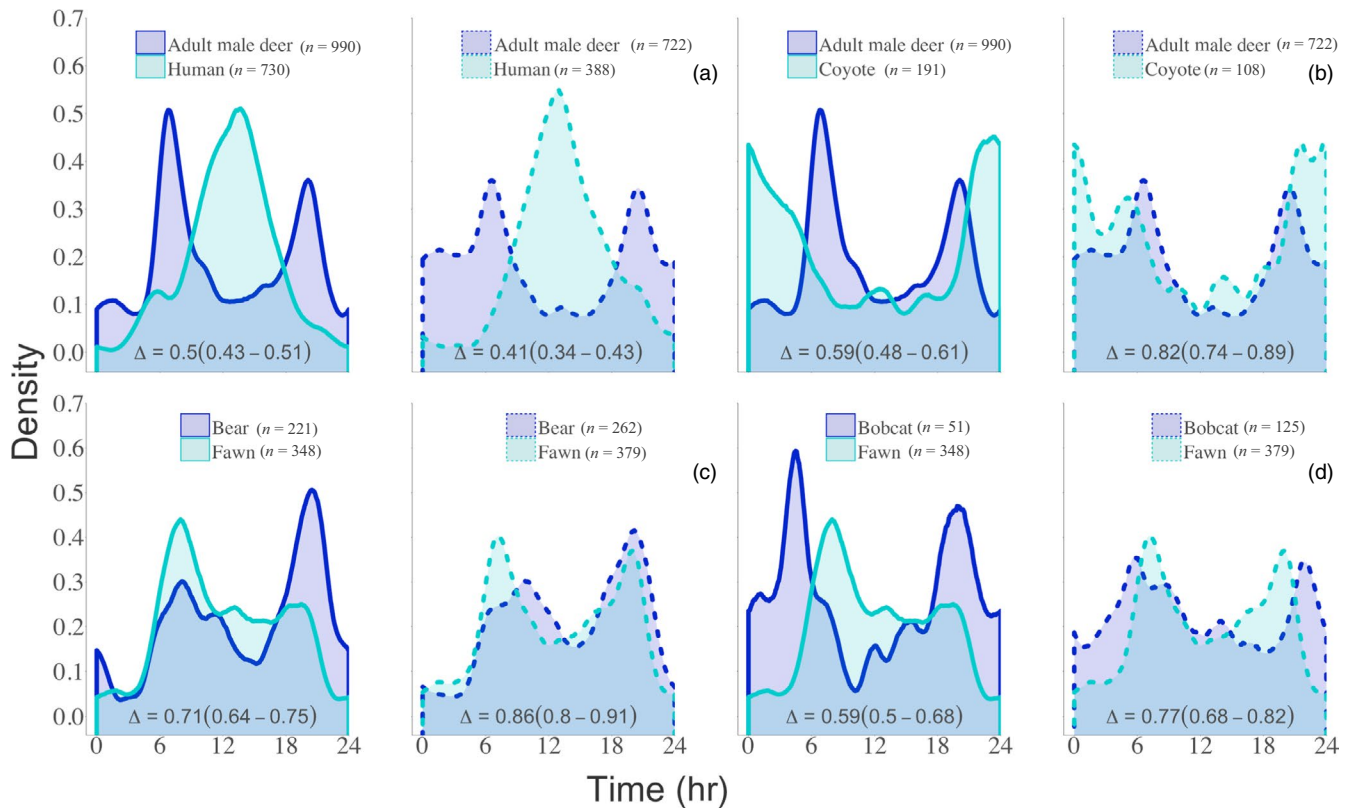 Density
0.7
0.6
0.5
0.4
0.3
0.2
0.1
0.0
Adult male deer (n = 990)
Human (n = 730)
Δ = 0.5(0.43 − 0.51)
Adult male deer (n = 722)
Human (n = 388)
(a)
Δ = 0.41(0.34 − 0.43)
Adult male deer (n = 990)
Coyote (n = 191)
Δ = 0.59(0.48 − 0.61)
Adult male deer (n = 722)
Coyote (n = 108)
(b)
Δ = 0.82(0.74 − 0.89)
0.7
0.6
0.5
0.4
0.3
0.2
0.1
0.0
Bear (n = 221)
Fawn (n = 348)
Δ = 0.71(0.64 − 0.75)
0 6 12 18 24
Bear (n = 262)
Fawn (n = 379)
(c)
Δ = 0.86(0.8 − 0.91)
0 6 12 18 24
Bobcat (n = 51)
Fawn (n = 348)
Δ = 0.59(0.5 − 0.68)
0 6 12 18 24
Bobcat (n = 125)
Fawn (n = 379)
(d)
Δ = 0.77(0.68 − 0.82)
0 6 12 18 24
Time (hr)